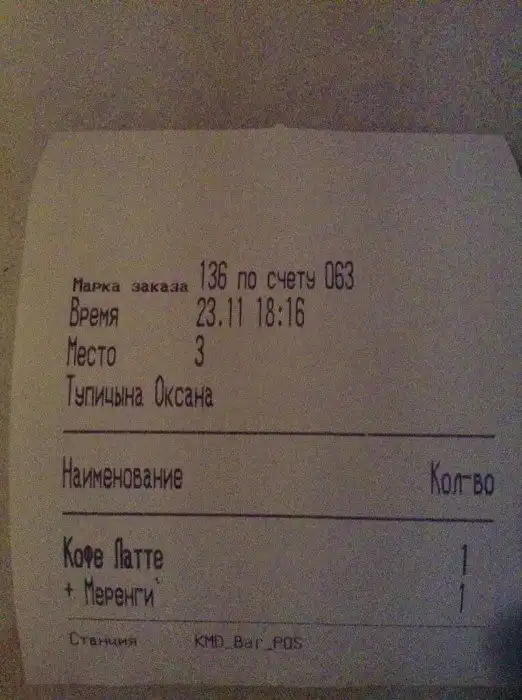 Марка заказа 136 по счету 063
Время 23.11 18:16
Место 3
Тупицына Оксана
Наименование Кол-во
Кофе Латте 1
+ Меренги 1
Станция KMD_Bar_POS